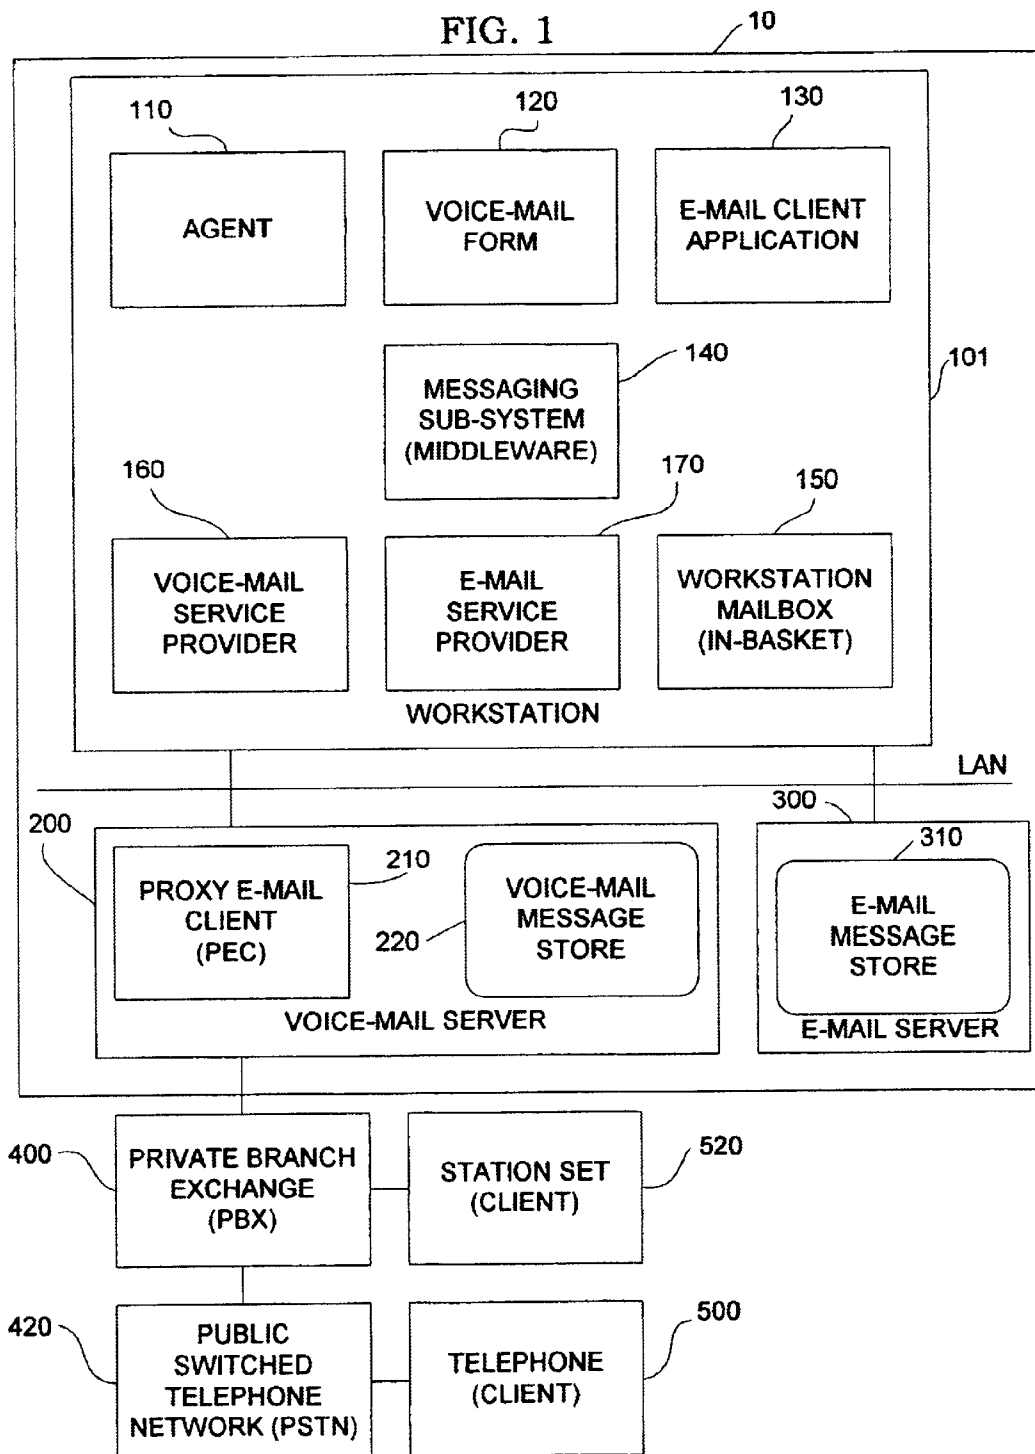 FIG. 1
10
110
120
130
AGENT
VOICE-MAIL
FORM
E-MAIL CLIENT
APPLICATION
140
101
MESSAGING
SUB-SYSTEM
(MIDDLEWARE)
160
170
150
VOICE-MAIL
SERVICE
PROVIDER
E-MAIL
SERVICE
PROVIDER
WORKSTATION
MAILBOX
(IN-BASKET)
WORKSTATION
LAN
200
300
210
310
PROXY E-MAIL
CLIENT
(PEC)
220
VOICE-MAIL
MESSAGE
STORE
E-MAIL
MESSAGE
STORE
VOICE-MAIL SERVER
E-MAIL SERVER
400
PRIVATE BRANCH
EXCHANGE
(PBX)
STATION SET
(CLIENT)
520
420
PUBLIC
SWITCHED
TELEPHONE
NETWORK (PSTN)
TELEPHONE
(CLIENT)
500